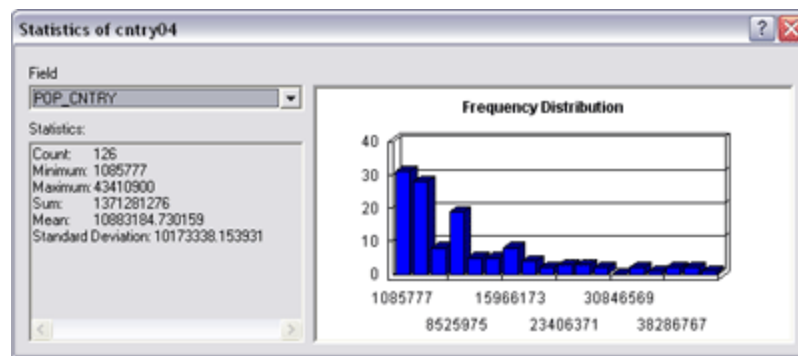 Statistics of cntry04
Field
POP_CNTRY
Statistics:
Count: 126
Minimum: 1085777
Maximum: 43410900
Sum: 1371281276
Mean: 10883184.730159
Standard Deviation: 10173338.153931
Frequency Distribution
40
30
20
10
0
1085777 15966173 30846569
8525975 23406371 38286767